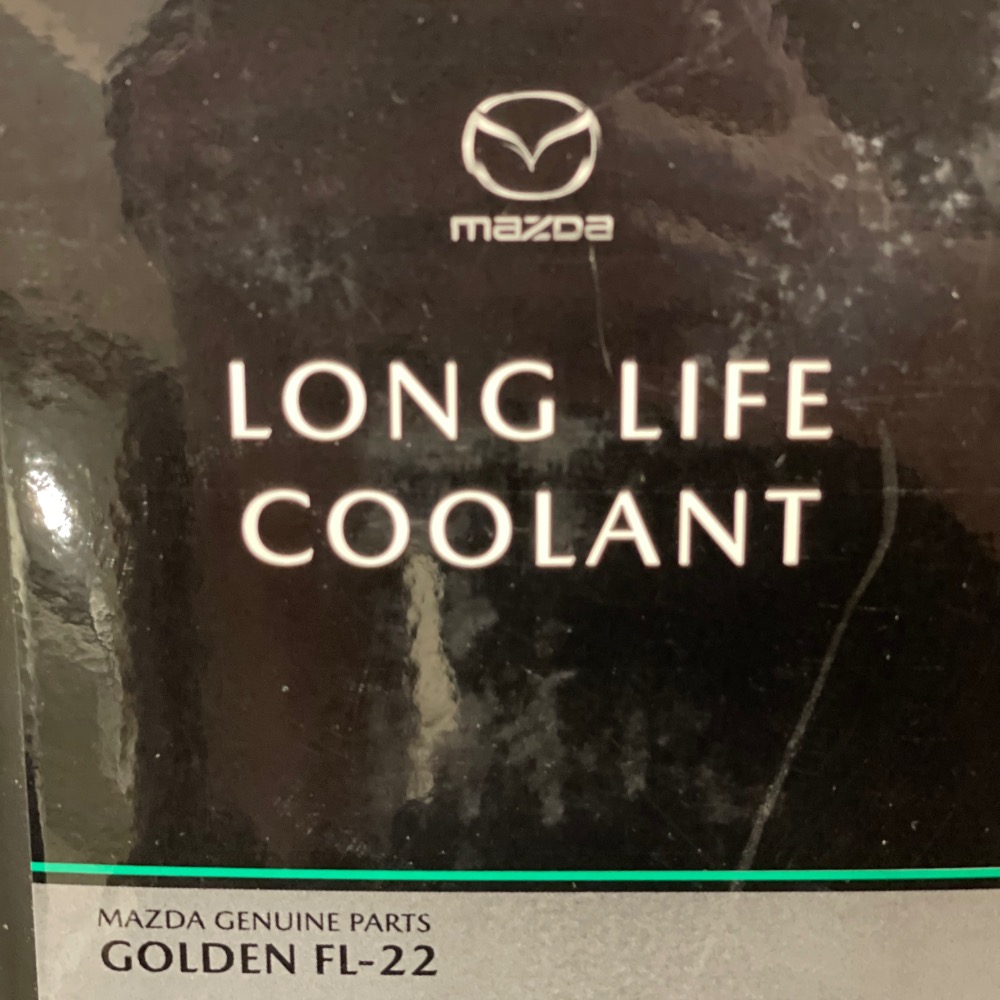 mazda
LONG LIFE
COOLANT
MAZDA GENUINE PARTS
GOLDEN FL-22